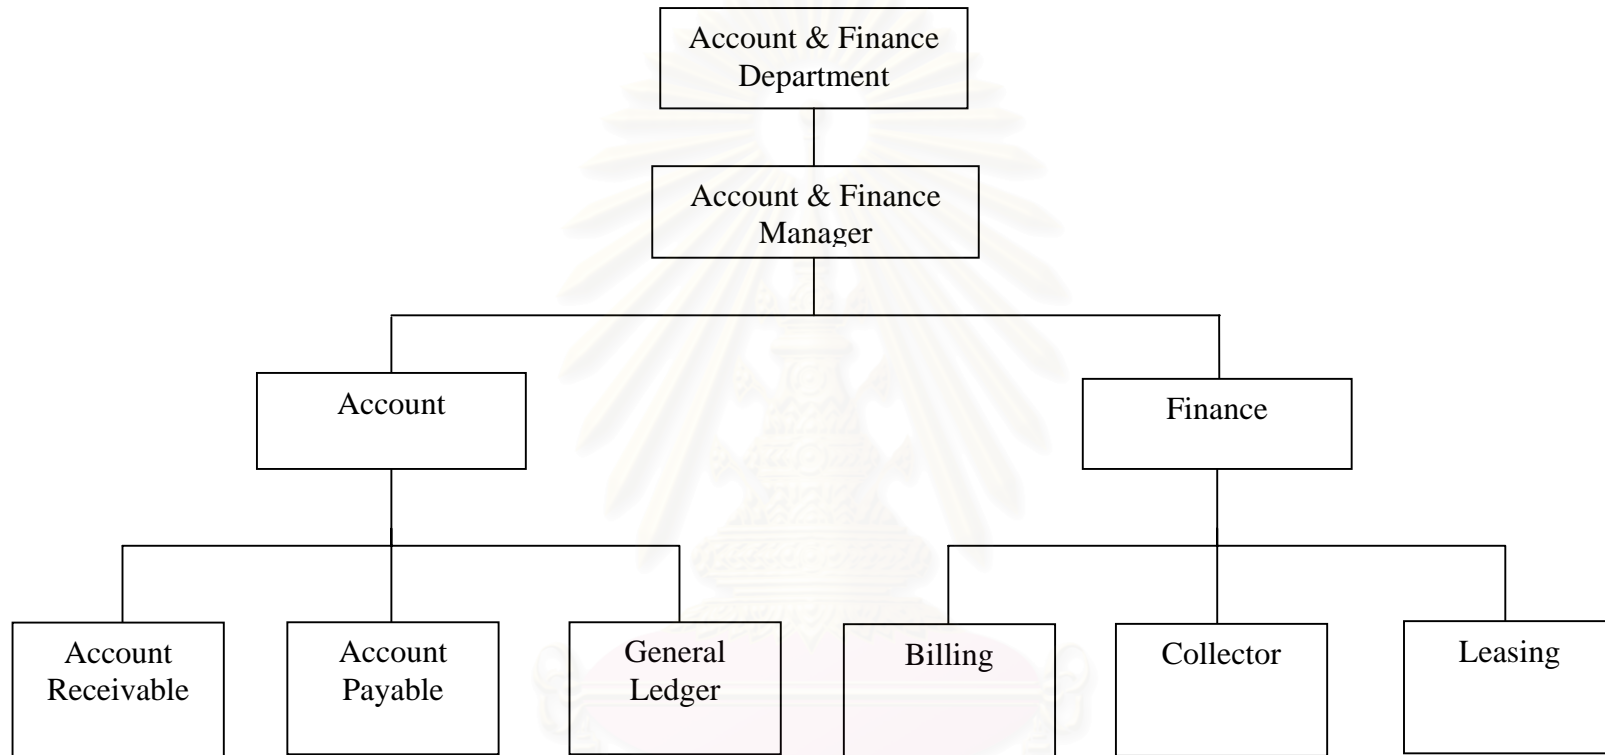 Account & Finance
Department
Account & Finance
Manager
Account
Finance
Account
Receivable
Account
Payable
General
Ledger
Billing
Collector
Leasing